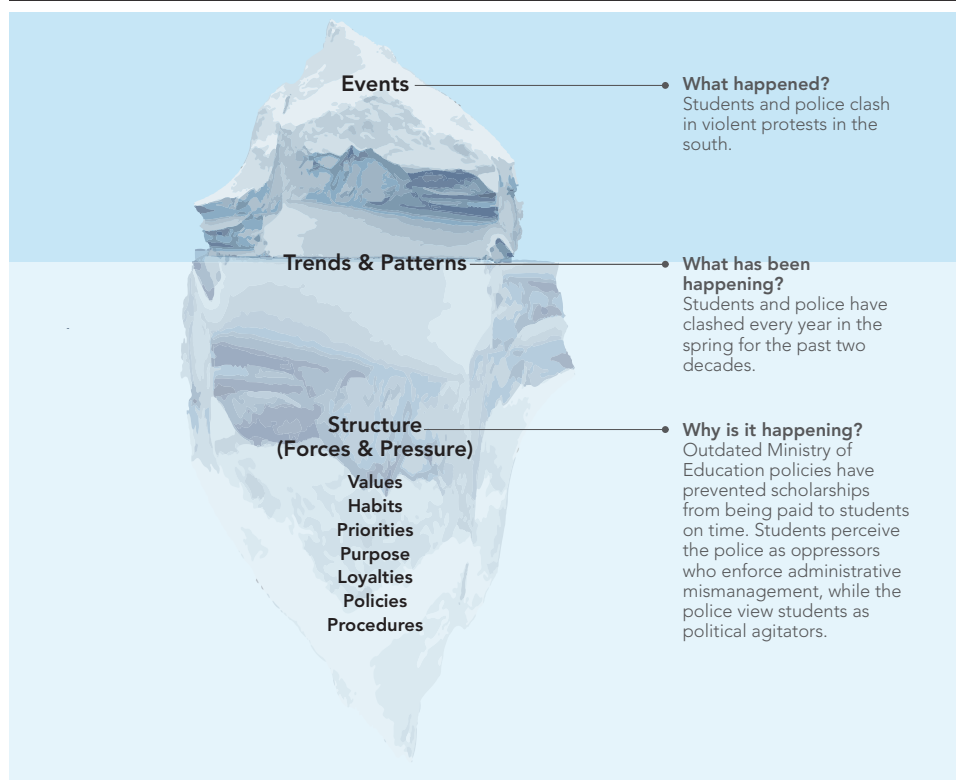 Events
What happened?
Students and police clash
in violent protests in the
south.
Trends & Patterns
What has been
happening?
Students and police have
clashed every year in the
spring for the past two
decades.
Structure
(Forces & Pressure)
Values
Habits
Priorities
Purpose
Loyalties
Policies
Procedures
Why is it happening?
Outdated Ministry of
Education policies have
prevented scholarships
from being paid to students
on time. Students perceive
the police as oppressors
who enforce administrative
mismanagement, while the
police view students as
political agitators.